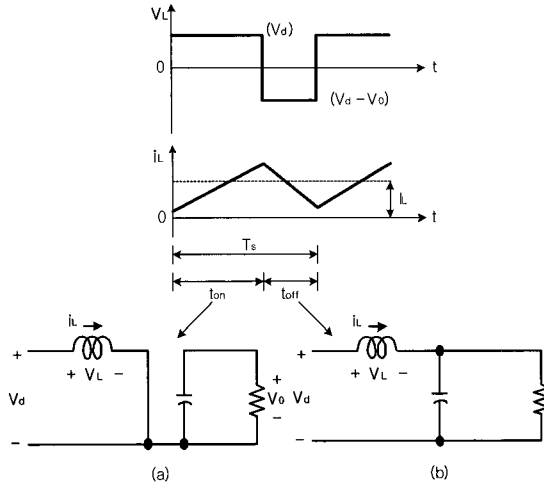 VL
(Vd)
0
t
(Vd – V0)
iL
IL
0
t
Ts
ton
toff
iL
+
+ VL –
Vd
+
V0
–
–
(a)
iL
+
+ VL –
Vd
–
(b)